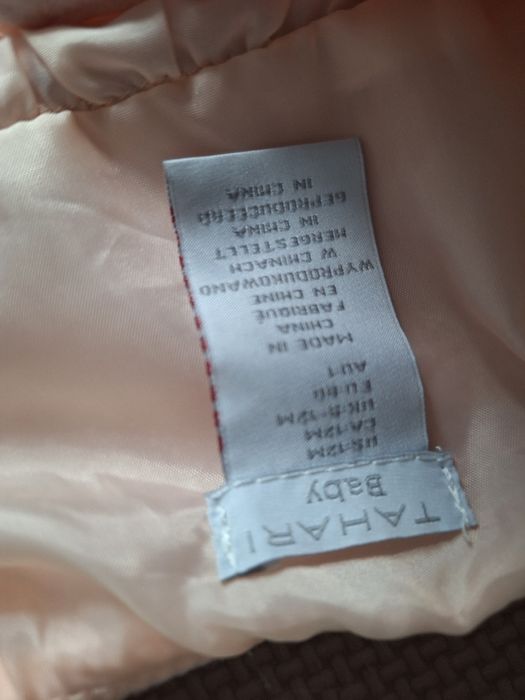 TAHARI
Baby
US:12M
CA:12M
UK:8-12M
EU:80
AU:1
MADE IN
CHINA
FABRIQUÉ
EN CHINE
WYPRODUKOWANO
W CHINACH
HERGESTELLT
IN CHINA
GEPRODUCEERD
IN CHINA